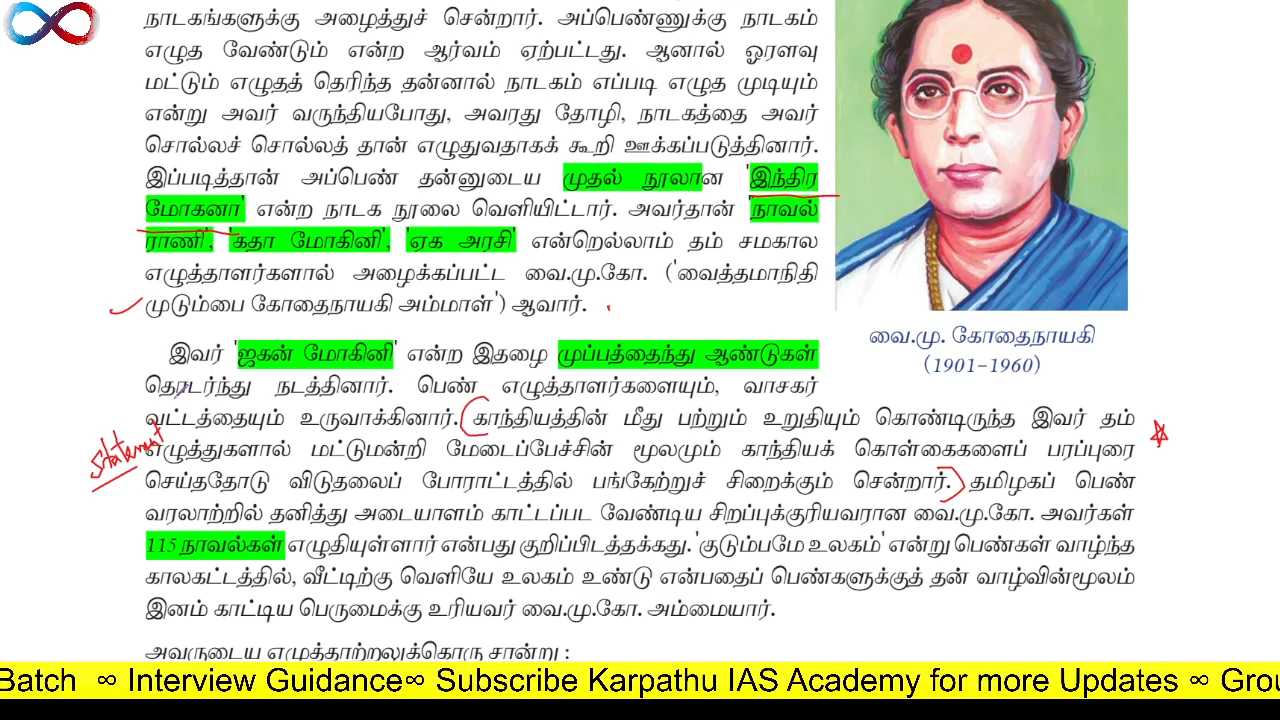 நாடகங்களுக்கு அழைத்துச் சென்றார். அப்பெண்ணுக்கு நாடகம்
எழுத வேண்டும் என்ற ஆர்வம் ஏற்பட்டது. ஆனால் ஓரளவு
மட்டும் எழுதத் தெரிந்த தன்னால் நாடகம் எப்படி எழுத முடியும்
என்று அவர் வருந்தியபோது, அவரது தோழி, நாடகத்தை அவர்
சொல்லச் சொல்லத் தான் எழுதுவதாகக் கூறி ஊக்கப்படுத்தினார்.
இப்படித்தான் அப்பெண் தன்னுடைய முதல் நூலான 'இந்திர
மோகனா' என்ற நாடக நூலை வெளியிட்டார். அவர்தான் 'நாவல்
ராணி', 'கதா மோகினி', 'ஏக அரசி' என்றெல்லாம் தம் சமகால
எழுத்தாளர்களால் அழைக்கப்பட்ட வை.மு.கோ. ('வைத்தமாநிதி
முடும்பை கோதைநாயகி அம்மாள்') ஆவார்.
வை.மு. கோதைநாயகி
(1901-1960)
இவர் 'ஜகன் மோகினி' என்ற இதழை முப்பத்தைந்து ஆண்டுகள்
தொடர்ந்து நடத்தினார். பெண் எழுத்தாளர்களையும், வாசகர்
வட்டத்தையும் உருவாக்கினார். காந்தியத்தின் மீது பற்றும் உறுதியும் கொண்டிருந்த இவர் தம்
statement
எழுத்துகளால் மட்டுமன்றி மேடைப்பேச்சின் மூலமும் காந்தியக் கொள்கைகளைப் பரப்புரை
செய்ததோடு விடுதலைப் போராட்டத்தில் பங்கேற்றுச் சிறைக்கும் சென்றார். தமிழகப் பெண்
வரலாற்றில் தனித்து அடையாளம் காட்டப்பட வேண்டிய சிறப்புக்குரியவரான வை.மு.கோ. அவர்கள்
115 நாவல்கள் எழுதியுள்ளார் என்பது குறிப்பிடத்தக்கது. 'குடும்பமே உலகம்' என்று பெண்கள் வாழ்ந்த
காலகட்டத்தில், வீட்டிற்கு வெளியே உலகம் உண்டு என்பதைப் பெண்களுக்குத் தன் வாழ்வின்மூலம்
இனம் காட்டிய பெருமைக்கு உரியவர் வை.மு.கோ. அம்மையார்.
அவருடைய எழுத்தாற்றலுக்கொரு சான்று :
Batch ∞ Interview Guidance∞ Subscribe Karpathu IAS Academy for more Updates ∞ Grou